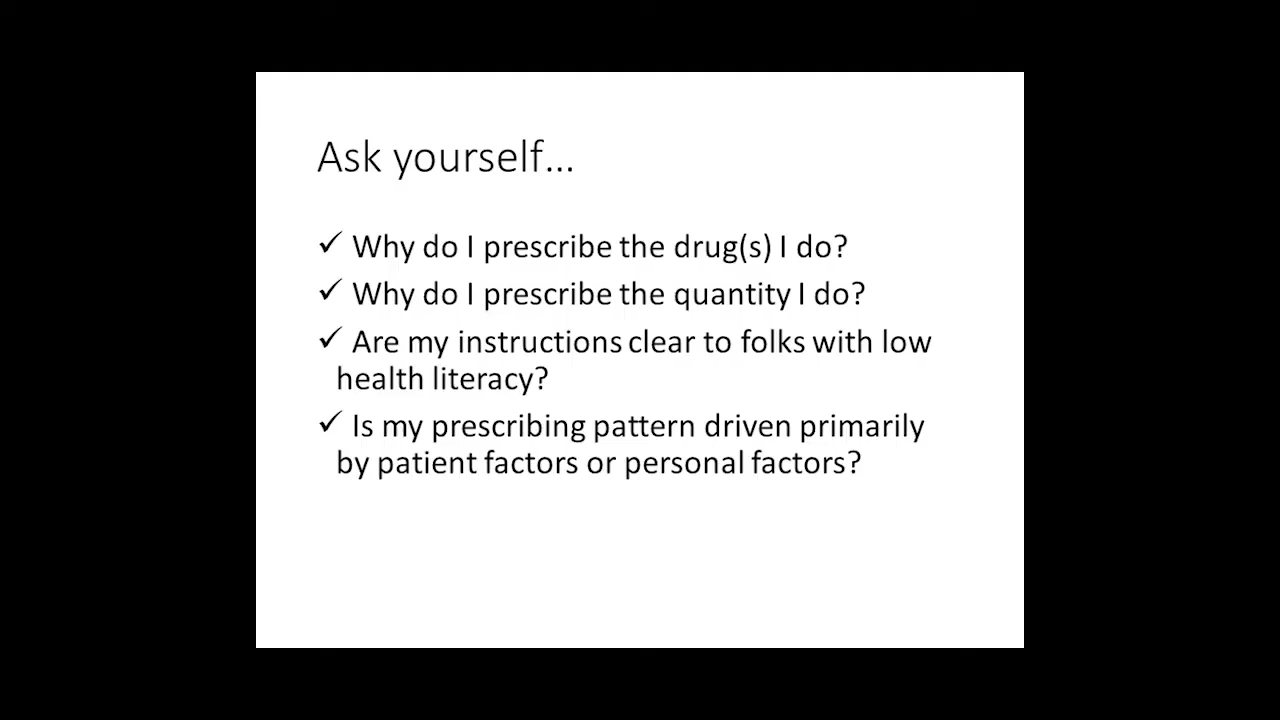 Ask yourself…
✓ Why do I prescribe the drug(s) I do?
✓ Why do I prescribe the quantity I do?
✓ Are my instructions clear to folks with low
health literacy?
✓ Is my prescribing pattern driven primarily
by patient factors or personal factors?